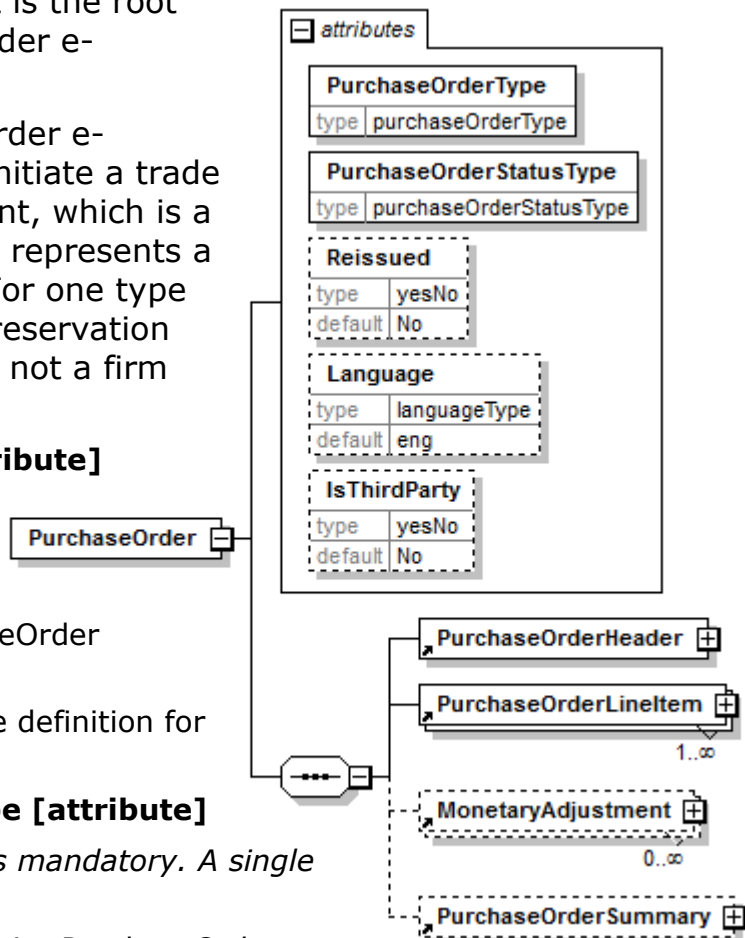 is the root
der e-
rder e-
nitiate a trade
nt, which is a
represents a
for one type
reservation
not a firm
ribute]
eOrder
e definition for
pe [attribute]
s mandatory. A single
attributes
PurchaseOrderType
type purchaseOrderType
PurchaseOrderStatusType
type purchaseOrderStatusType
Reissued
type yesNo
default No
Language
type languageType
default eng
IsThirdParty
type yesNo
default No
PurchaseOrder
PurchaseOrderHeader
PurchaseOrderLineItem
1..∞
MonetaryAdjustment
0..∞
PurchaseOrderSummary